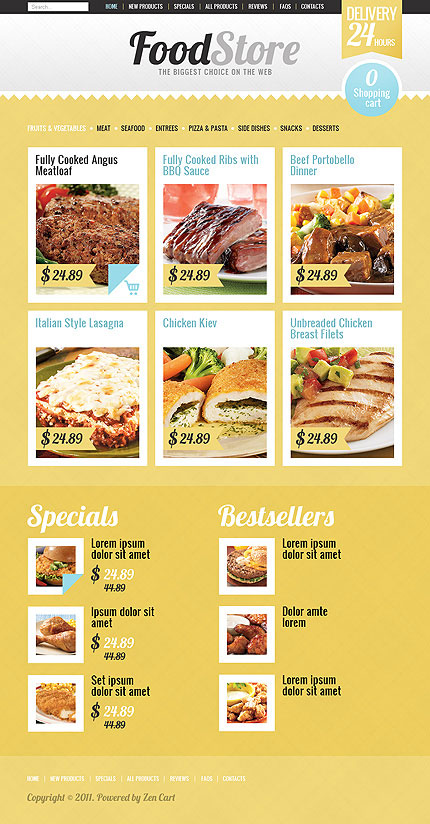 Search...
HOME | NEW PRODUCTS | SPECIALS | ALL PRODUCTS | REVIEWS | FAQS | CONTACTS
DELIVERY
24 HOURS
FoodStore
THE BIGGEST CHOICE ON THE WEB
0
Shopping
cart
FRUITS & VEGETABLES • MEAT • SEAFOOD • ENTREES • PIZZA & PASTA • SIDE DISHES • SNACKS • DESSERTS
Fully Cooked Angus
Meatloaf
$24.89
Fully Cooked Ribs with
BBQ Sauce
$24.89
Beef Portobello
Dinner
$24.89
Italian Style Lasagna
$24.89
Chicken Kiev
$24.89
Unbreaded Chicken
Breast Filets
$24.89
Specials
Lorem ipsum
dolor sit amet
$ 24.89
44.89
Ipsum dolor sit
amet
$ 24.89
44.89
Set ipsum
dolor sit amet
$ 24.89
44.89
Bestsellers
Lorem ipsum
dolor sit amet
Dolor amte
lorem
Lorem ipsum
dolor sit amet
HOME | NEW PRODUCTS | SPECIALS | ALL PRODUCTS | REVIEWS | FAQS | CONTACTS
Copyright © 2011. Powered by Zen Cart